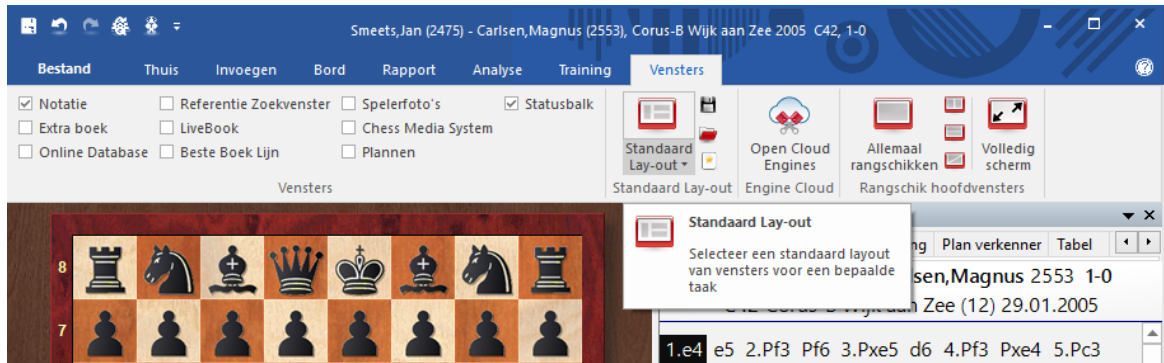 Smeets,Jan (2475) - Carlsen,Magnus (2553), Corus-B Wijk aan Zee 2005 C42, 1-0
Bestand Thuis Invoegen Bord Rapport Analyse Training Vensters
Notatie Referentie Zoekvenster Spelerfoto's Statusbalk
Extra boek LiveBook Chess Media System
Online Database Beste Boek Lijn Plannen
Vensters
Standaard
Lay-out
Standaard Lay-out
Open Cloud
Engines
Engine Cloud
Allemaal
rangschikken
Volledig
scherm
Rangschik hoofdvensters
Standaard Lay-out
Selecteer een standaard layout
van vensters voor een bepaalde
taak
ng Plan verkenner Tabel
sen,Magnus 2553 1-0
Zee (12) 29.01.2005
1.e4 e5 2.Pf3 Pf6 3.Pxe5 d6 4.Pf3 Pxe4 5.Pc3
8
7